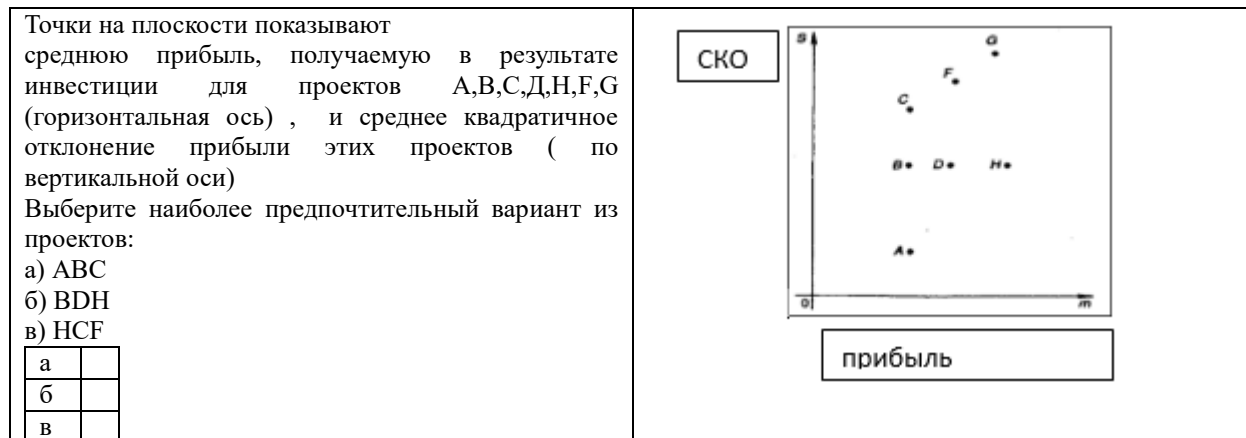 Точки на плоскости показывают
среднюю прибыль, получаемую в результате
инвестиции для проектов А,В,С,Д,Н,F,G
(горизонтальная ось) , и среднее квадратичное
отклонение прибыли этих проектов ( по
вертикальной оси)
Выберите наиболее предпочтительный вариант из
проектов:
а) АВС
б) BDH
в) HCF
а
б
в
СКО
S
G
F
C
B
D
H
A
0
m
прибыль